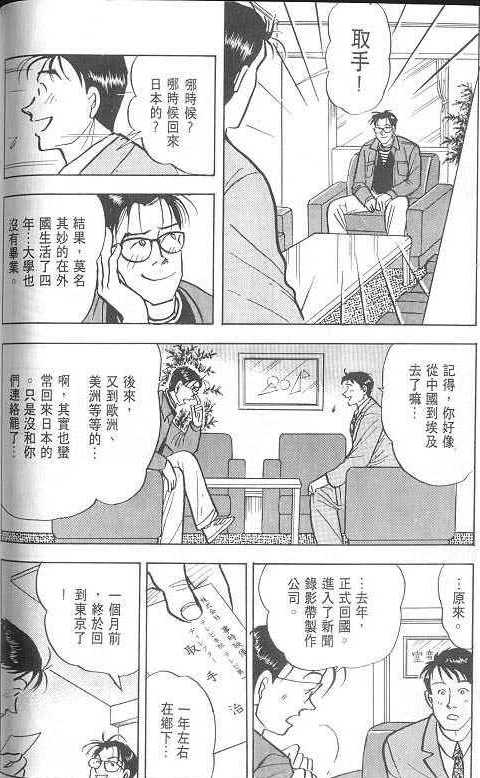 取手！
哪時候？
哪時候回來
日本的？
結果，莫名
其妙的在外
國生活了四
年…大學也
沒有畢業。
記得，你好像
從中國到埃及
去了嘛…
後來，
又到歐洲、
美洲等等的…
啊，其實也蠻
常回來日本的
。只是沒和你
們連絡罷了…
…原來。
…去年，
正式回國。
進入了新聞
錄影帶製作
公司。
取手 治
一年左右
在鄉下…
一個月前
，終於回
到東京了
！